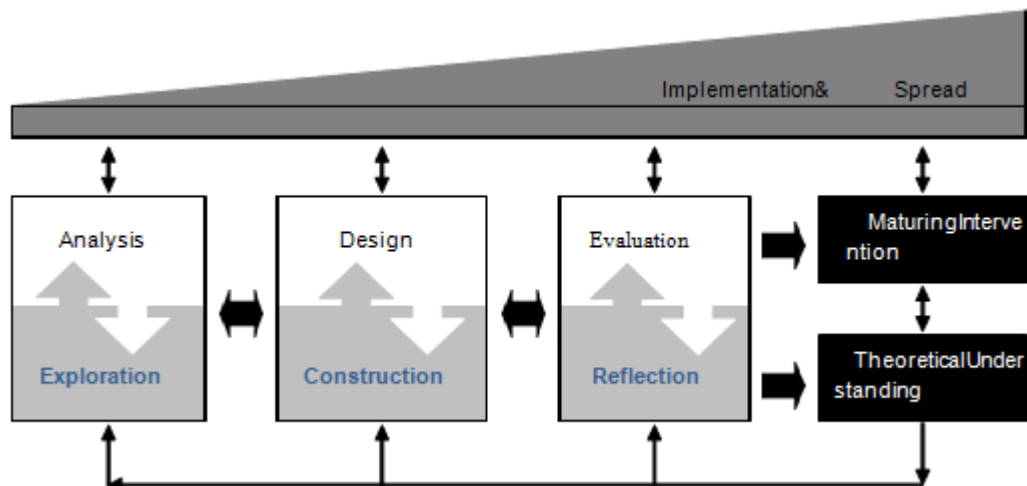 Implementation& Spread
Analysis
Exploration
Design
Construction
Evaluation
Reflection
MaturingInterve
ntion
TheoreticalUnder
standing